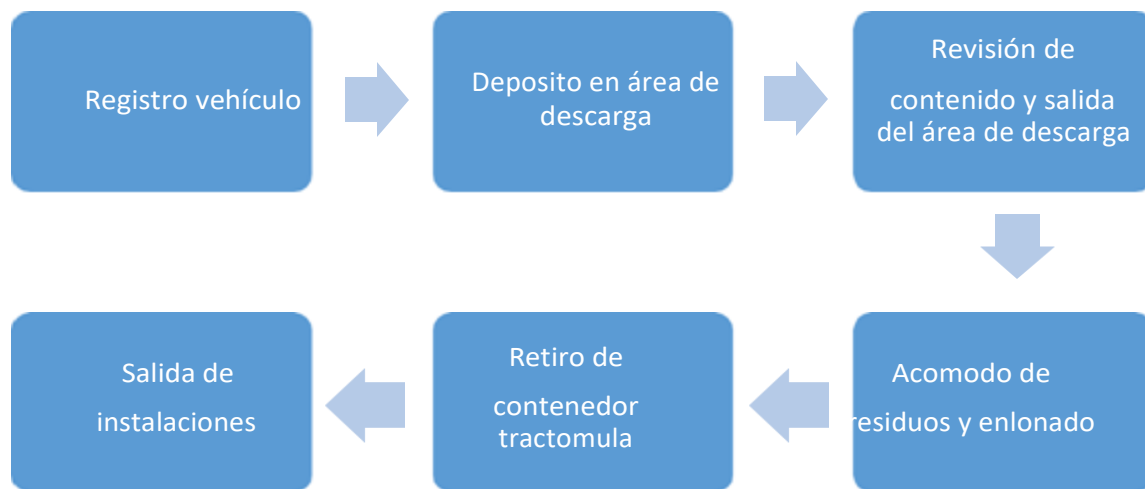 Registro vehículo
Deposito en área de
descarga
Revisión de
contenido y salida
del área de descarga
Acomodo de
residuos y enlonado
Retiro de
contenedor
tractomula
Salida de
instalaciones